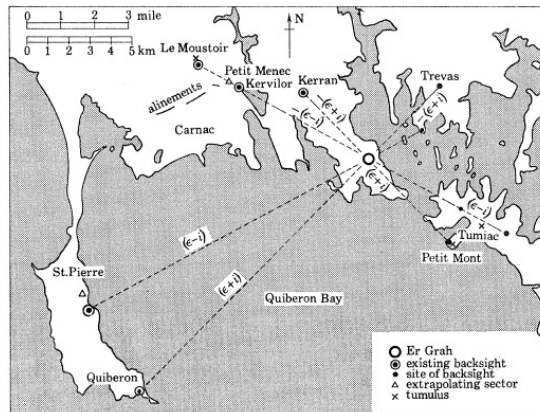 0 1 2 3 mile
0 1 2 3 4 5 km
N
Le Moustoir
Petit Menec
Kervilor
Kerran
Trevas
alinements
Carnac
(ϵ–i)
(ϵ+i)
(ϵ+i)
(ϵ+i)
(ϵ–i)
Tumiac
Petit Mont
(ϵ–i)
(ϵ+i)
St.Pierre
Quiberon Bay
Quiberon
Er Grah
existing backsight
site of backsight
extrapolating sector
tumulus